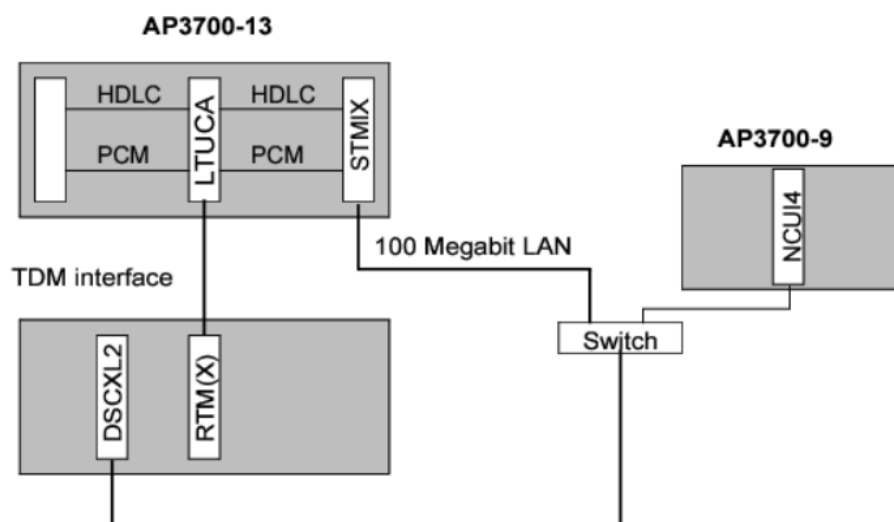 AP3700-13
HDLC
HDLC
LTUCA
STMIX
PCM
PCM
AP3700-9
NCUI4
100 Megabit LAN
TDM interface
Switch
DSCXL2
RTM(X)